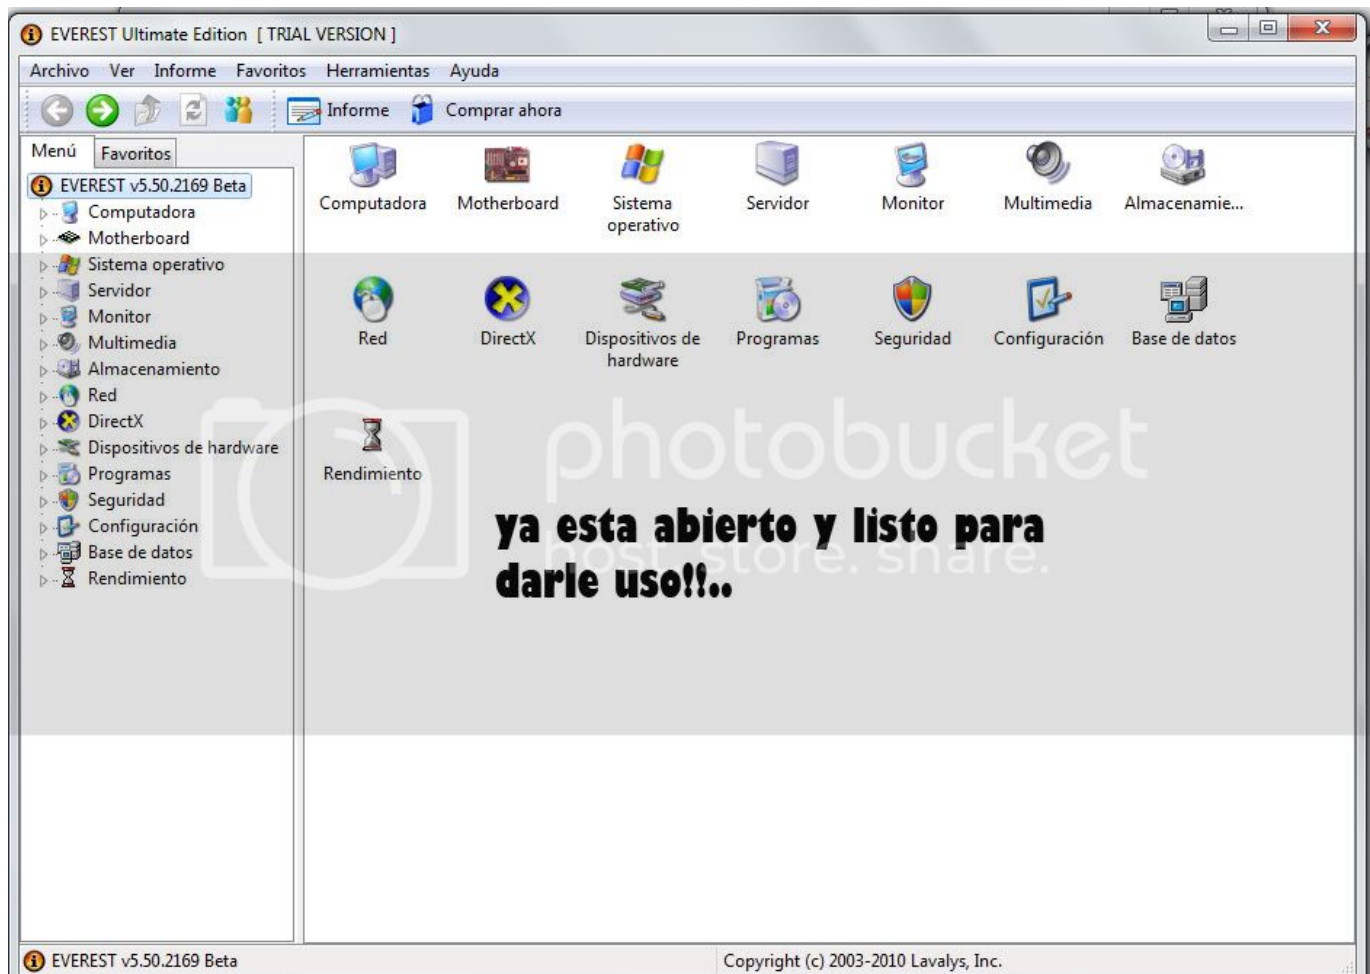 EVEREST Ultimate Edition [ TRIAL VERSION ]
Archivo Ver Informe Favoritos Herramientas Ayuda
Informe Comprar ahora
Menú Favoritos
EVEREST v5.50.2169 Beta
Computadora
Motherboard
Sistema operativo
Servidor
Monitor
Multimedia
Almacenamiento
Red
DirectX
Dispositivos de hardware
Programas
Seguridad
Configuración
Base de datos
Rendimiento
Computadora Motherboard Sistema Servidor Monitor Multimedia Almacenamie...
operativo
Red DirectX Dispositivos de Programas Seguridad Configuración Base de datos
hardware
Rendimiento
photobucket
host. store. share.
ya esta abierto y listo para
darle uso!!..
EVEREST v5.50.2169 Beta Copyright (c) 2003-2010 Lavalys, Inc.